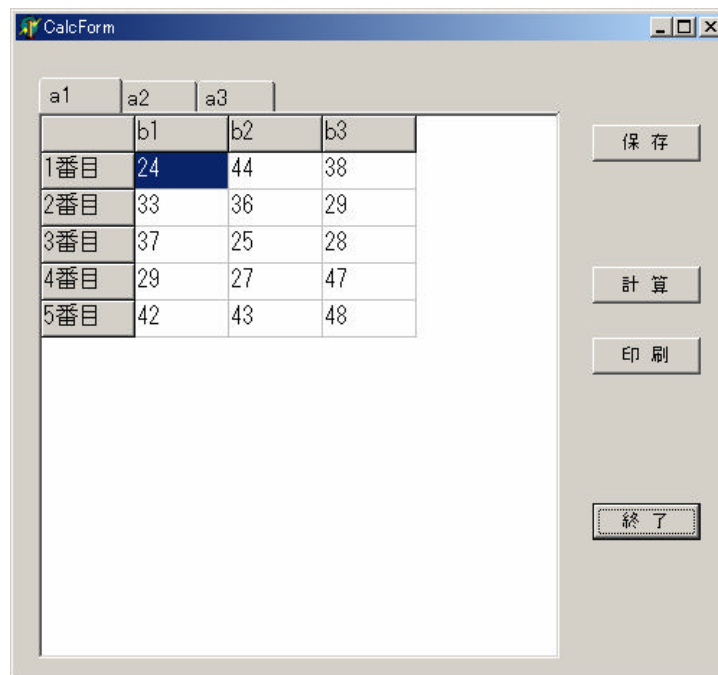 CalcForm
a1 a2 a3
b1 b2 b3
1番目 24 44 38
2番目 33 36 29
3番目 37 25 28
4番目 29 27 47
5番目 42 43 48
保 存
計 算
印 刷
終 了